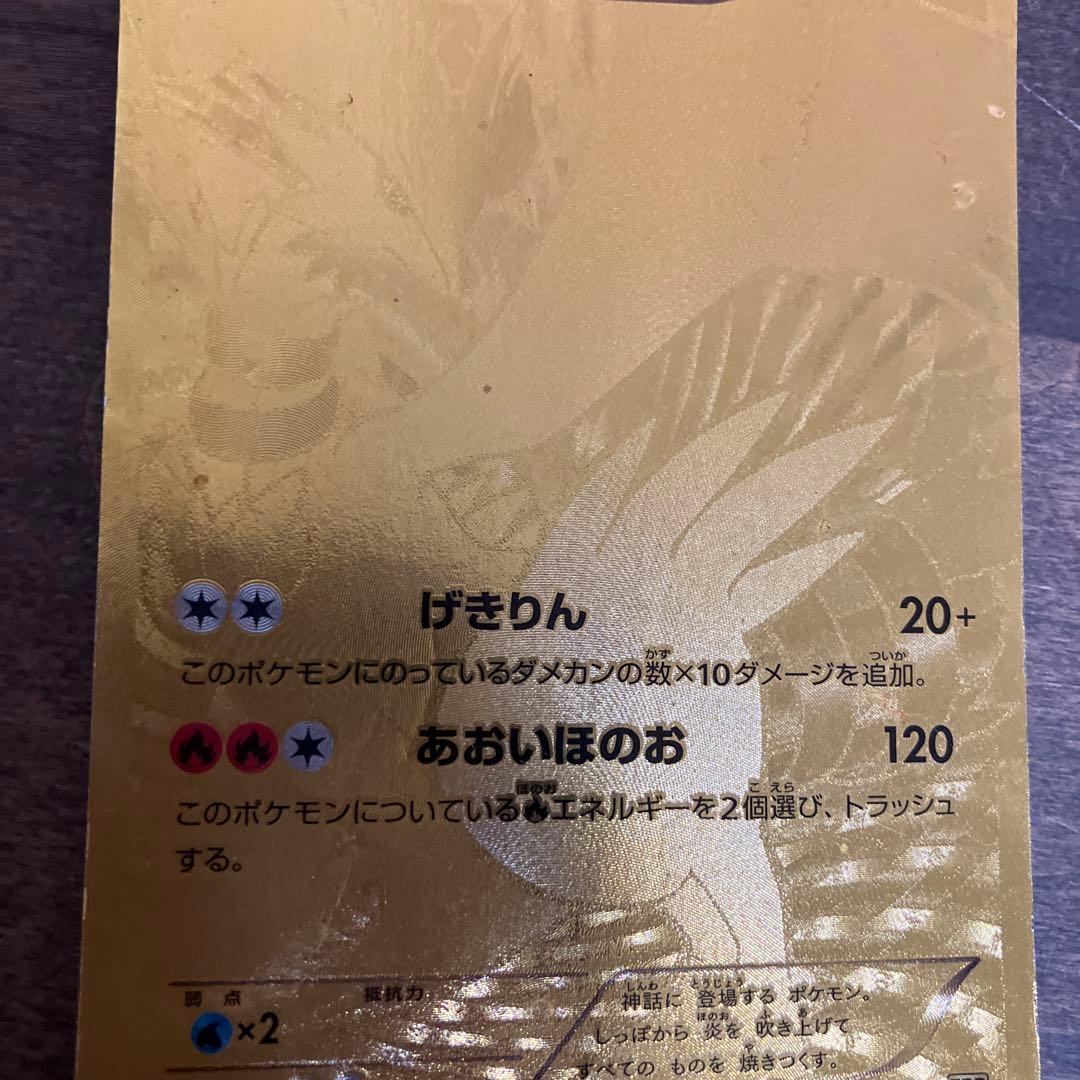 げきりん 20+
このポケモンにのっているダメカンの数×10ダメージを追加。
あおいほのお 120
このポケモンについているエネルギーを2個選び、トラッシュ
する。
弱点 抵抗力
×2
神話に 登場する ポケモン。
しっぽから 炎を 吹き上げて
すべての ものを 焼きつくす。